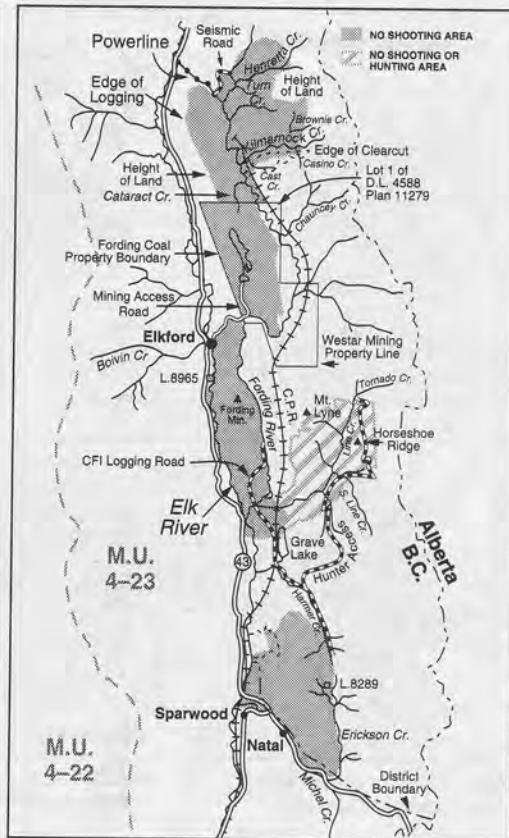 NO SHOOTING AREA
NO SHOOTING OR
HUNTING AREA
Seismic
Road
Powerline
Henretta Cr.
Edge of
Logging
Turn
Cr.
Height
of Land
Brownie Cr.
Kilmarnock Cr.
Edge of Clearcut
Casino Cr.
Cast
Cr.
Height
of Land
Lot 1 of
D.L. 4588
Plan 11279
Cataract Cr.
Chauncey Cr.
Fording Coal
Property Boundary
Mining Access
Road
Elkford
Westar Mining
Property Line
Boivin Cr
Tornado Cr.
L.8965
C.P.R.
Mt.
Lyne
Fording River
Fording
Mtn.
Line Cr.
Horseshoe
Ridge
CFI Logging Road
S. Line Cr.
Elk
River
Grave
Lake
Hunter Access
Alberta
B.C.
M.U.
4–23
43
Harmer Cr.
L.8289
Sparwood
Erickson Cr.
Natal
M.U.
4–22
Michel Cr.
District
Boundary